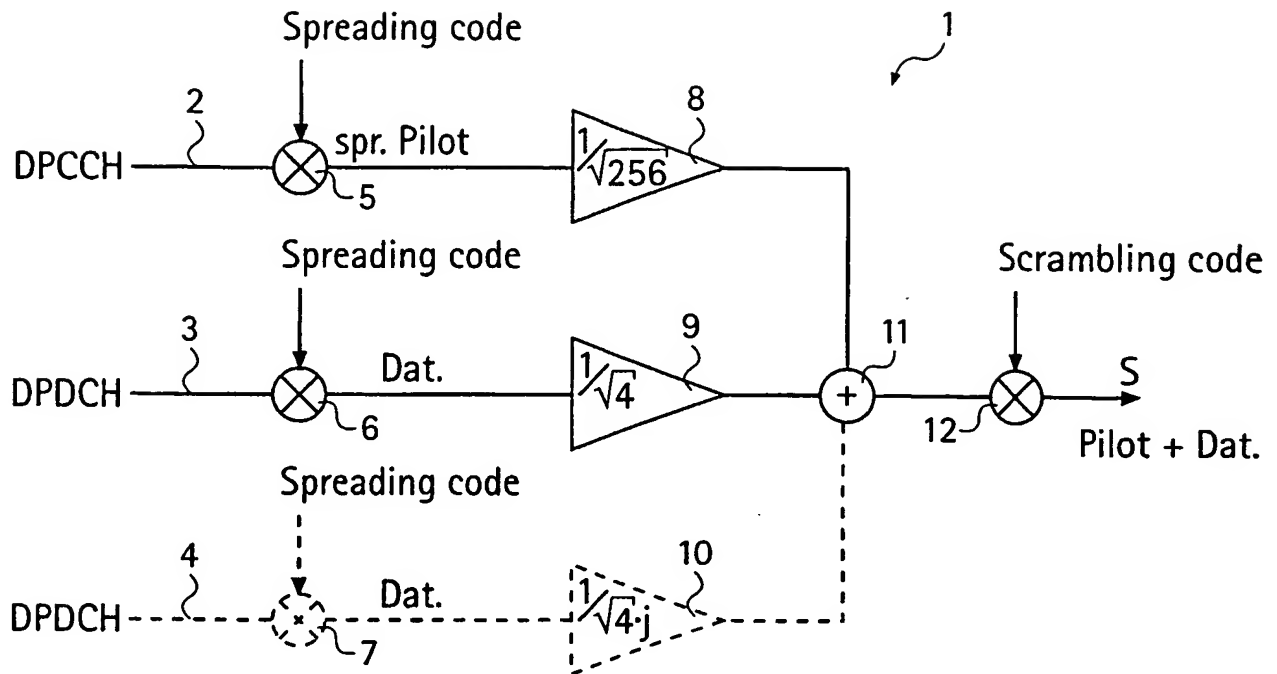 Spreading code
1
2
8
DPCCH
spr. Pilot
1/√256
5
Spreading code
Scrambling code
3
9
11
DPDCH
Dat.
1/√4
+
S
6
12
Pilot + Dat.
Spreading code
4
10
DPDCH
Dat.
1/√4·j
7